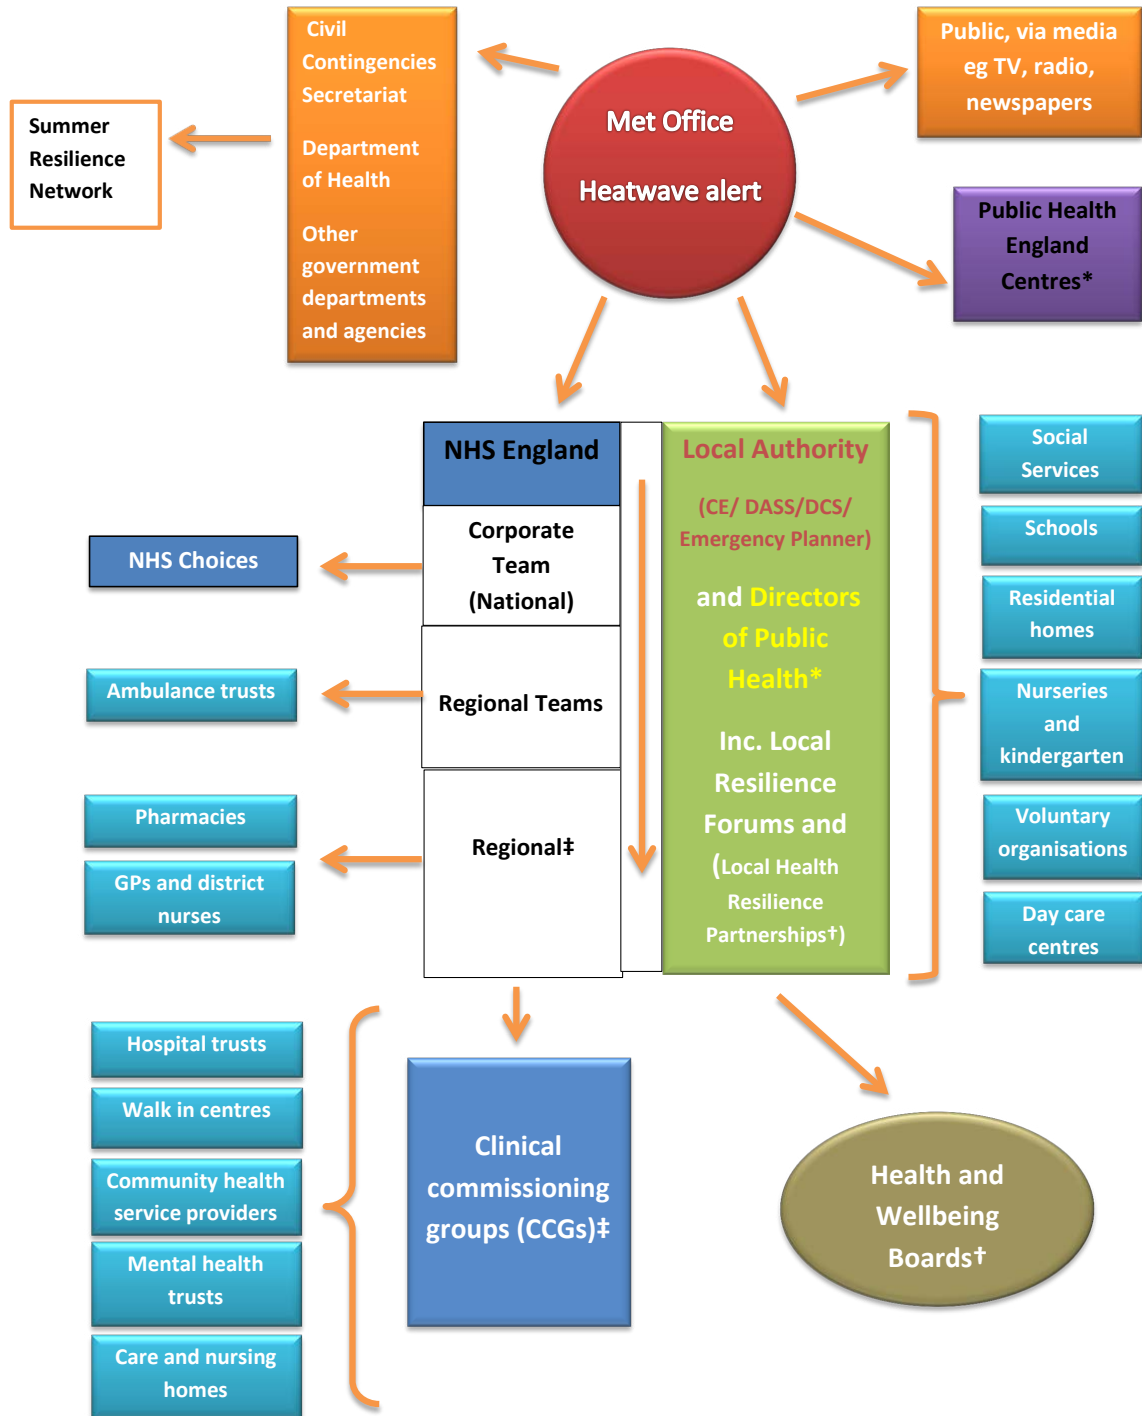 Civil
Contingencies
Secretariat
Department
of Health
Other
government
departments
and agencies
Summer
Resilience
Network
Met Office
Heatwave alert
Public, via media
eg TV, radio,
newspapers
Public Health
England
Centres*
NHS England
Corporate
Team
(National)
Regional Teams
Regional‡
NHS Choices
Ambulance trusts
Pharmacies
GPs and district
nurses
Local Authority
(CE/ DASS/DCS/
Emergency Planner)
and Directors
of Public
Health*
Inc. Local
Resilience
Forums and
(Local Health
Resilience
Partnerships†)
Social
Services
Schools
Residential
homes
Nurseries
and
kindergarten
Voluntary
organisations
Day care
centres
Hospital trusts
Walk in centres
Community health
service providers
Mental health
trusts
Care and nursing
homes
Clinical
commissioning
groups (CCGs)‡
Health and
Wellbeing
Boards†